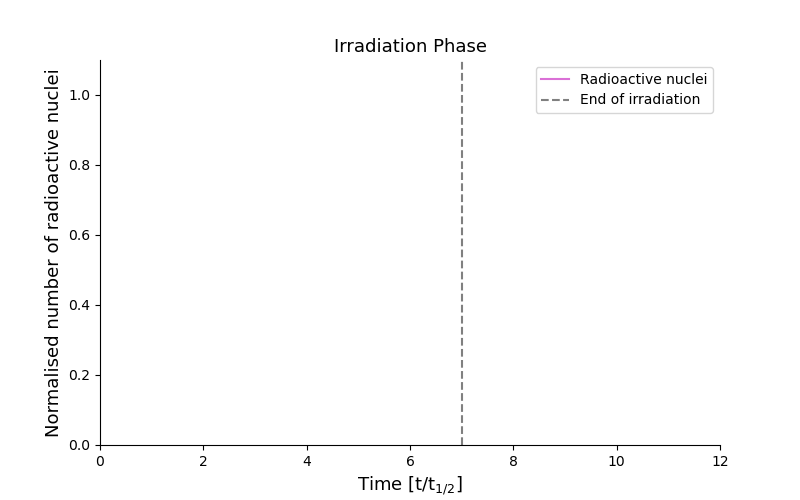 Irradiation Phase
Radioactive nuclei
End of irradiation
Normalised number of radioactive nuclei
1.0
0.8
0.6
0.4
0.2
0.0
0 2 4 6 8 10 12
Time [t/t1/2]